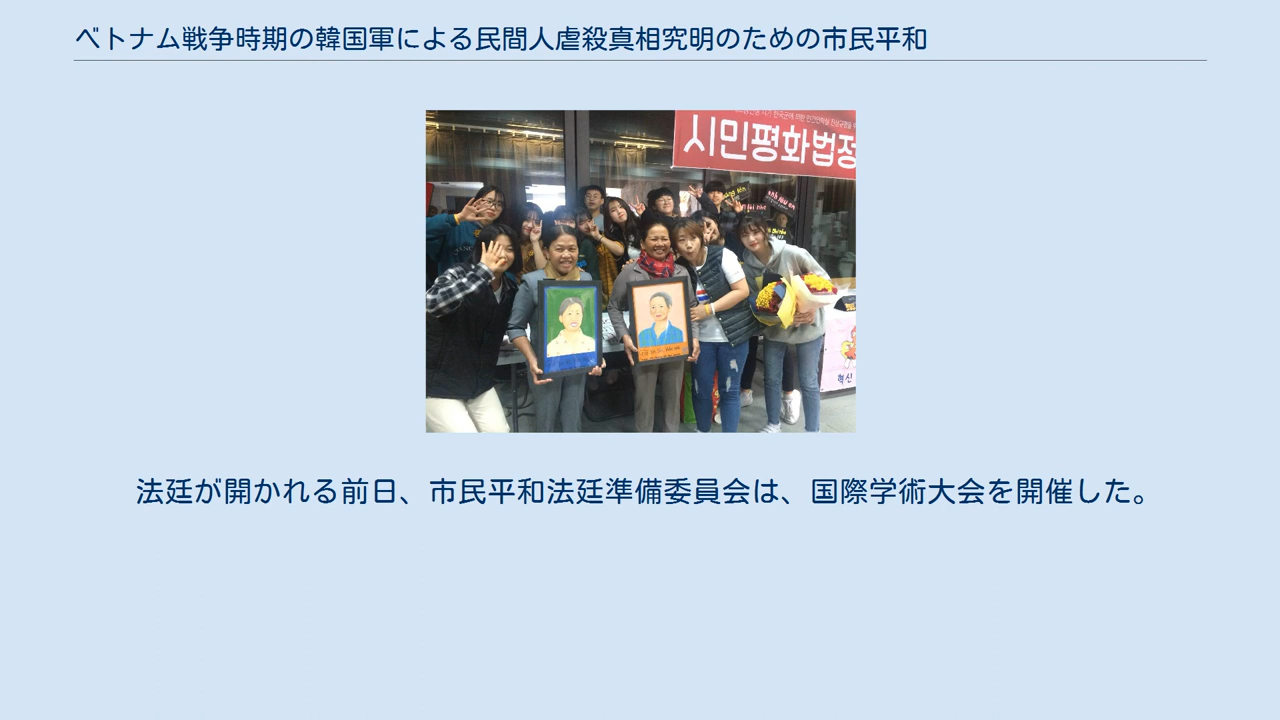 ベトナム戦争時期の韓国軍による民間人虐殺真相究明のための市民平和
시민평화법정
혁신
法廷が開かれる前日、市民平和法廷準備委員会は、国際学術大会を開催した。